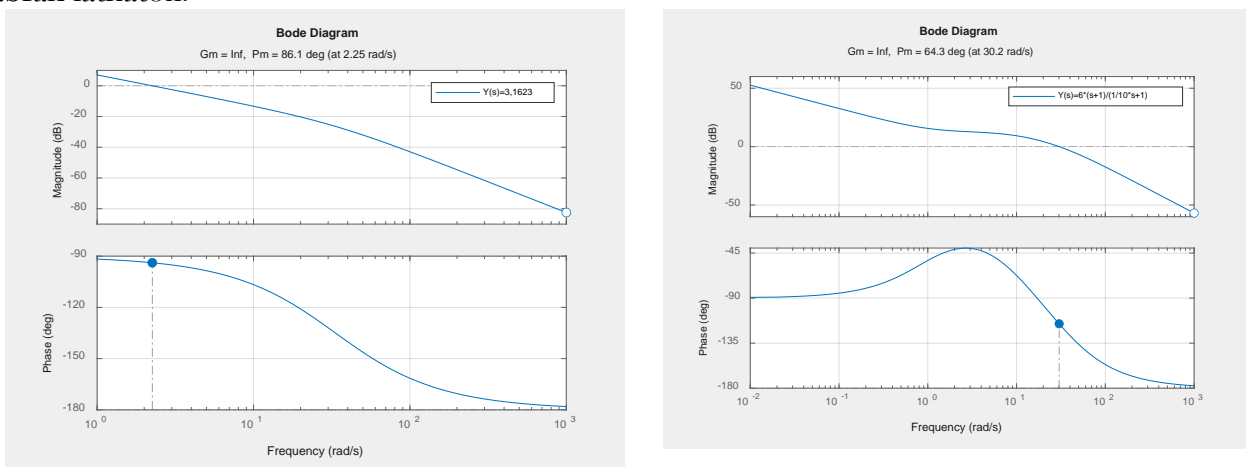 Bode Diagram
Gm = Inf, Pm = 86.1 deg (at 2.25 rad/s)
Y(s)=3,1623
Magnitude (dB)
0
-20
-40
-60
-80
Phase (deg)
-90
-120
-150
-180
10 0
10 1
10 2
10 3
Frequency (rad/s)
Bode Diagram
Gm = Inf, Pm = 64.3 deg (at 30.2 rad/s)
Y(s)=6*(s+1)/(1/10*s+1)
Magnitude (dB)
50
0
-50
Phase (deg)
-45
-90
-135
-180
10 -2
10 -1
10 0
10 1
10 2
10 3
Frequency (rad/s)